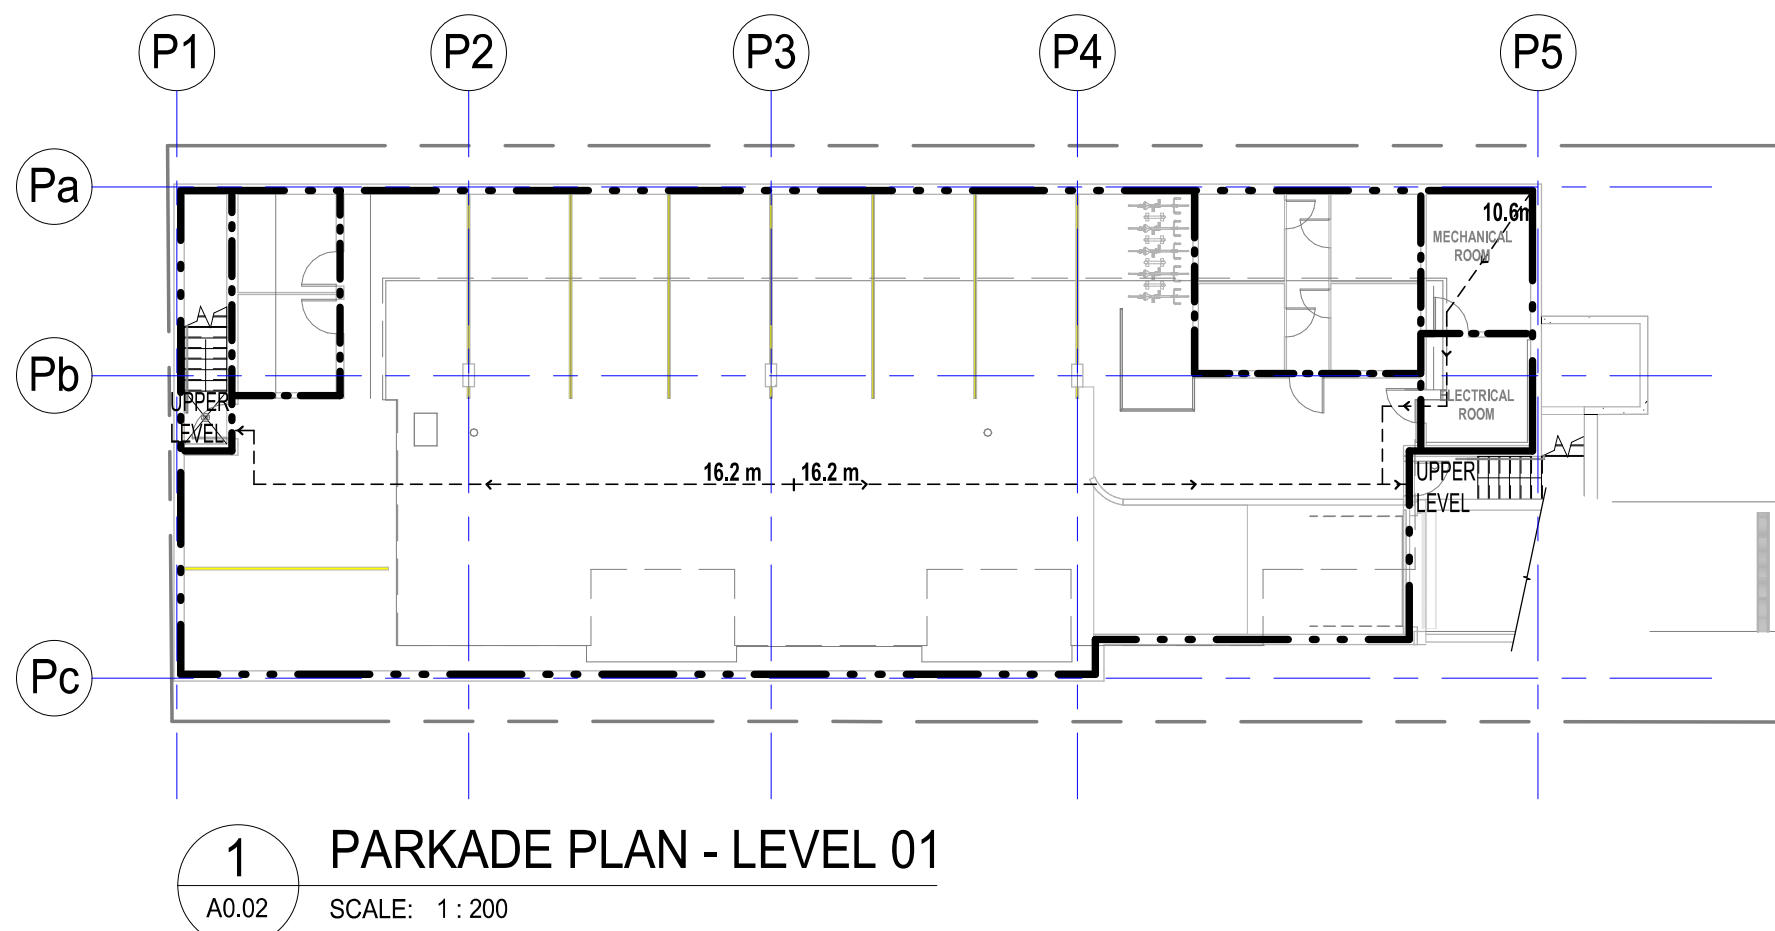 P1 P2 P3 P4 P5
Pa
10.6m
MECHANICAL
ROOM
Pb
UPPER
LEVEL
ELECTRICAL
ROOM
16.2 m 16.2 m
UPPER
LEVEL
Pc
1
A0.02
PARKADE PLAN - LEVEL 01
SCALE: 1 : 200